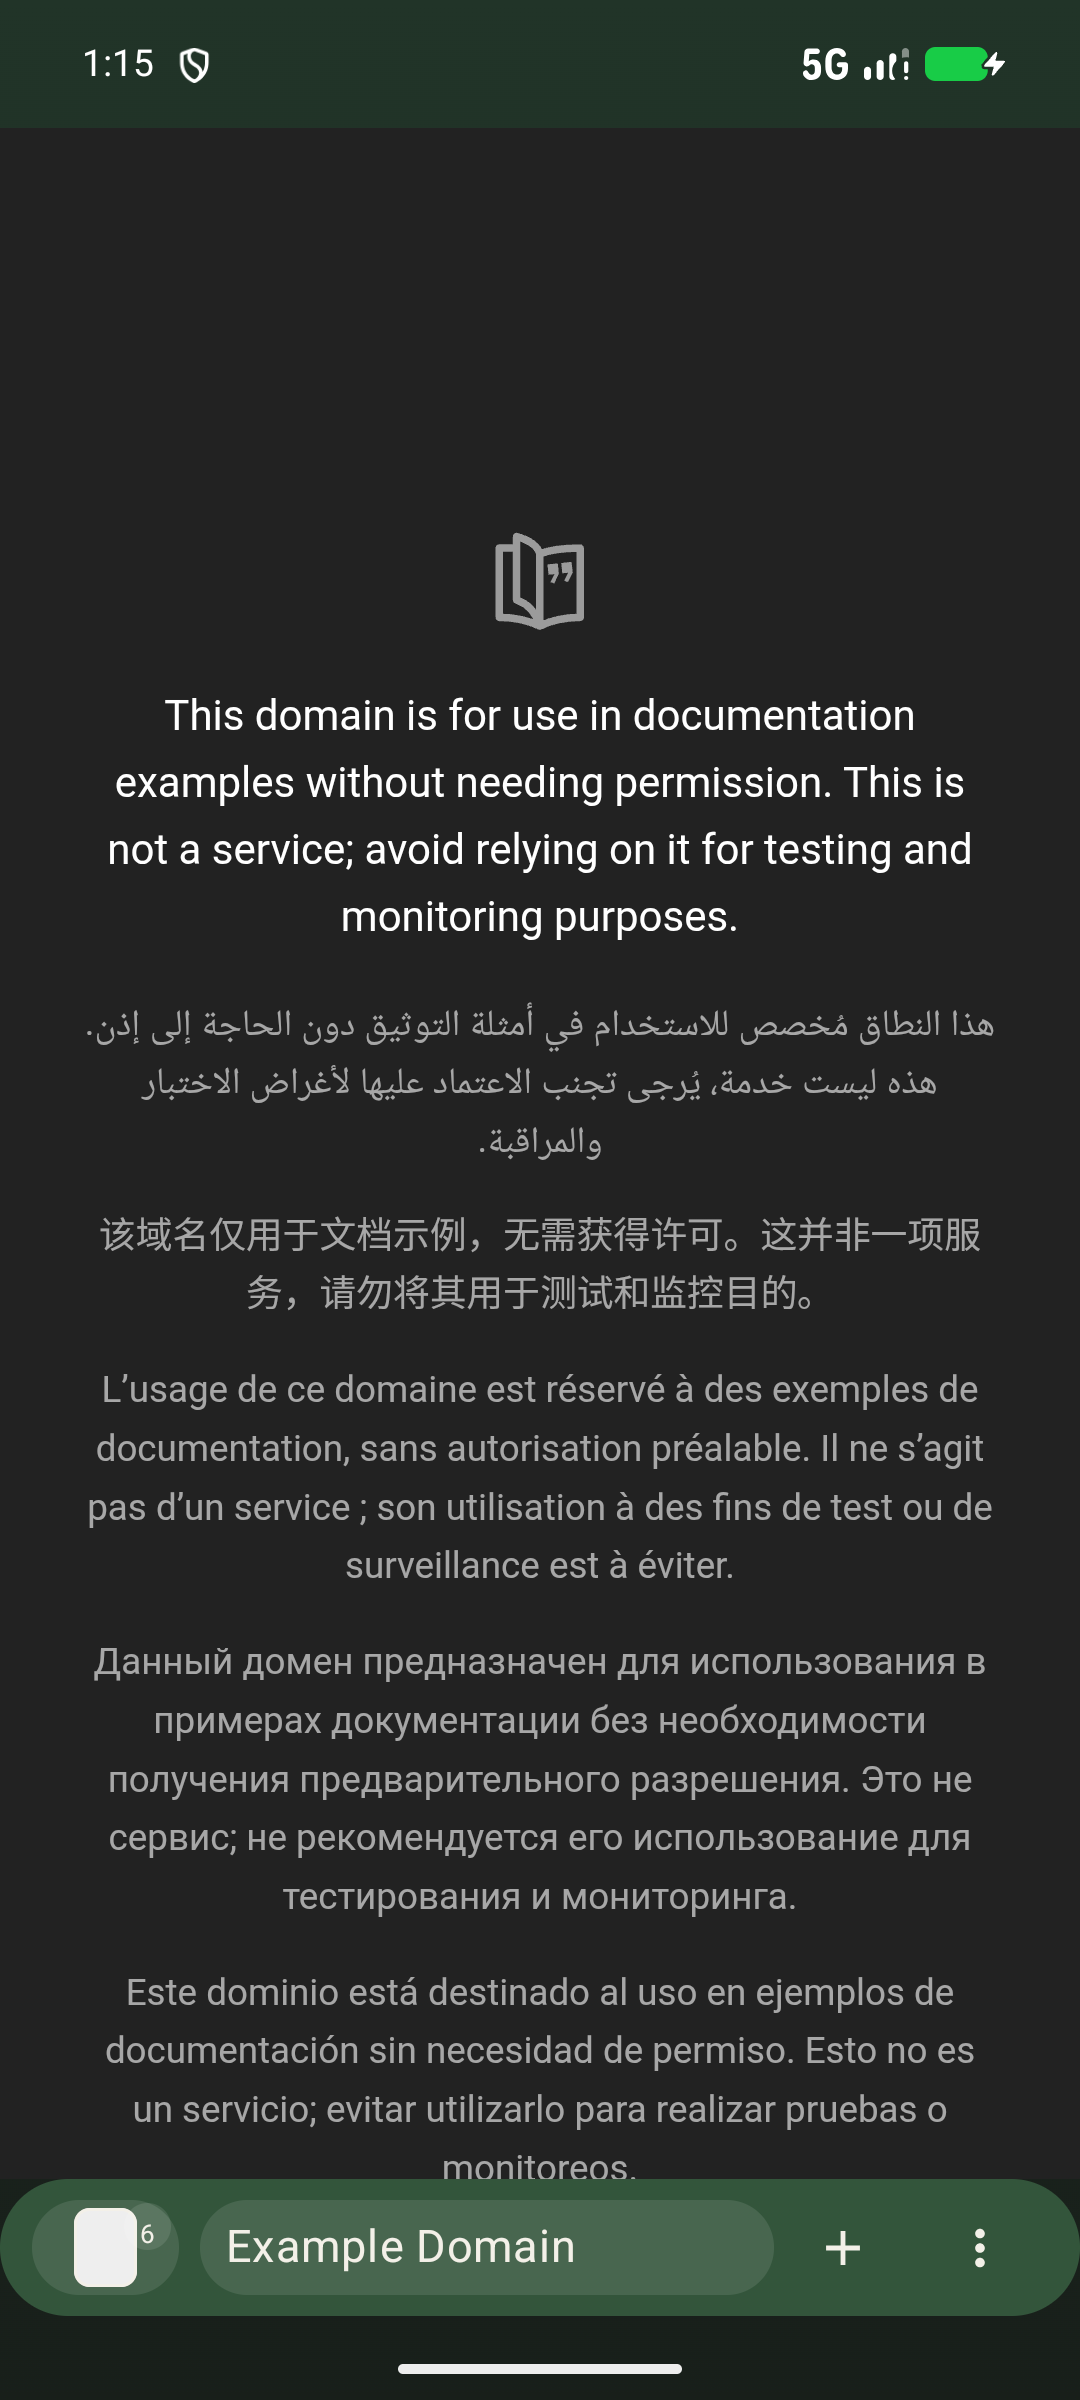 1:15
5G
This domain is for use in documentation
examples without needing permission. This is
not a service; avoid relying on it for testing and
monitoring purposes.
هذا النطاق مُخصص للاستخدام في أمثلة التوثيق دون الحاجة إلى إذن.
هذه ليست خدمة، يُرجى تجنب الاعتماد عليها لأغراض الاختبار
والمراقبة.
该域名仅用于文档示例，无需获得许可。这并非一项服
务，请勿将其用于测试和监控目的。
L’usage de ce domaine est réservé à des exemples de
documentation, sans autorisation préalable. Il ne s’agit
pas d’un service ; son utilisation à des fins de test ou de
surveillance est à éviter.
Данный домен предназначен для использования в
примерах документации без необходимости
получения предварительного разрешения. Это не
сервис; не рекомендуется его использование для
тестирования и мониторинга.
Este dominio está destinado al uso en ejemplos de
documentación sin necesidad de permiso. Esto no es
un servicio; evitar utilizarlo para realizar pruebas o
monitoreos.
6
Example Domain